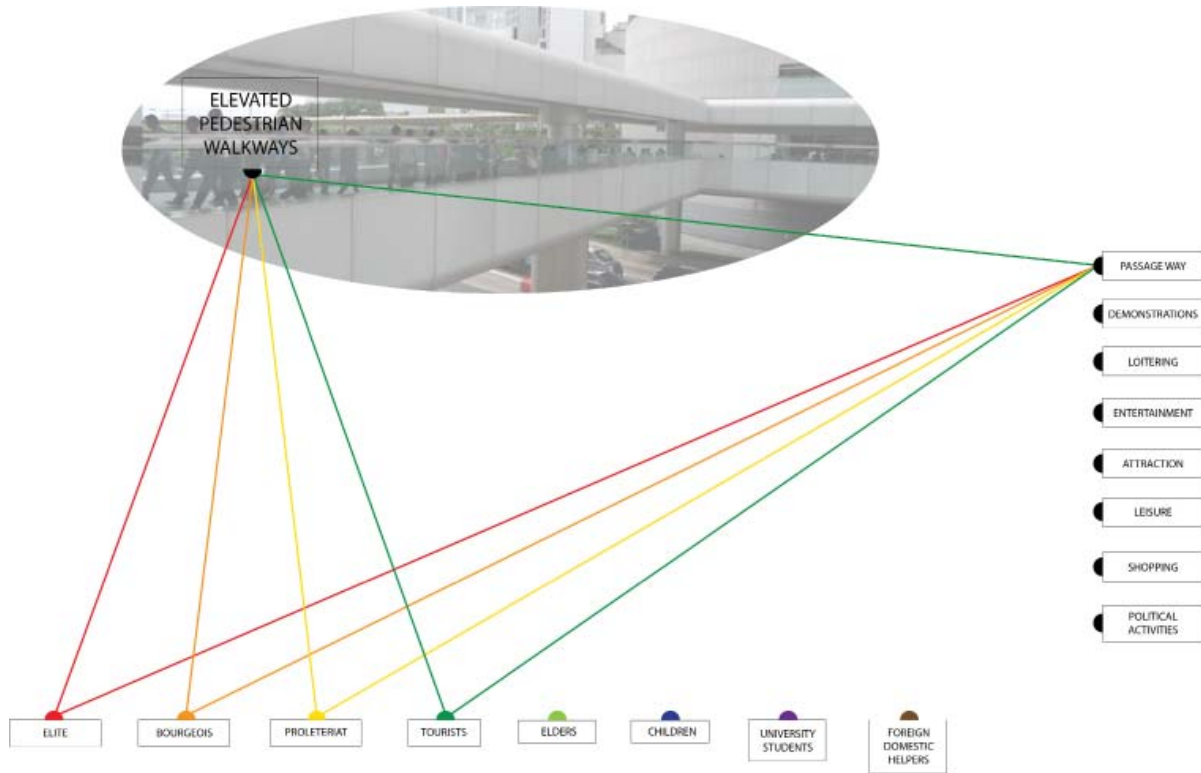 ELEVATED
PEDESTRIAN
WALKWAYS
PASSAGE WAY
DEMONSTRATIONS
LOITERING
ENTERTAINMENT
ATTRACTION
LEISURE
SHOPPING
POLITICAL
ACTIVITIES
ELITE
BOURGEOIS
PROLETERIAT
TOURISTS
ELDERS
CHILDREN
UNIVERSITY
STUDENTS
FOREIGN
DOMESTIC
HELPERS